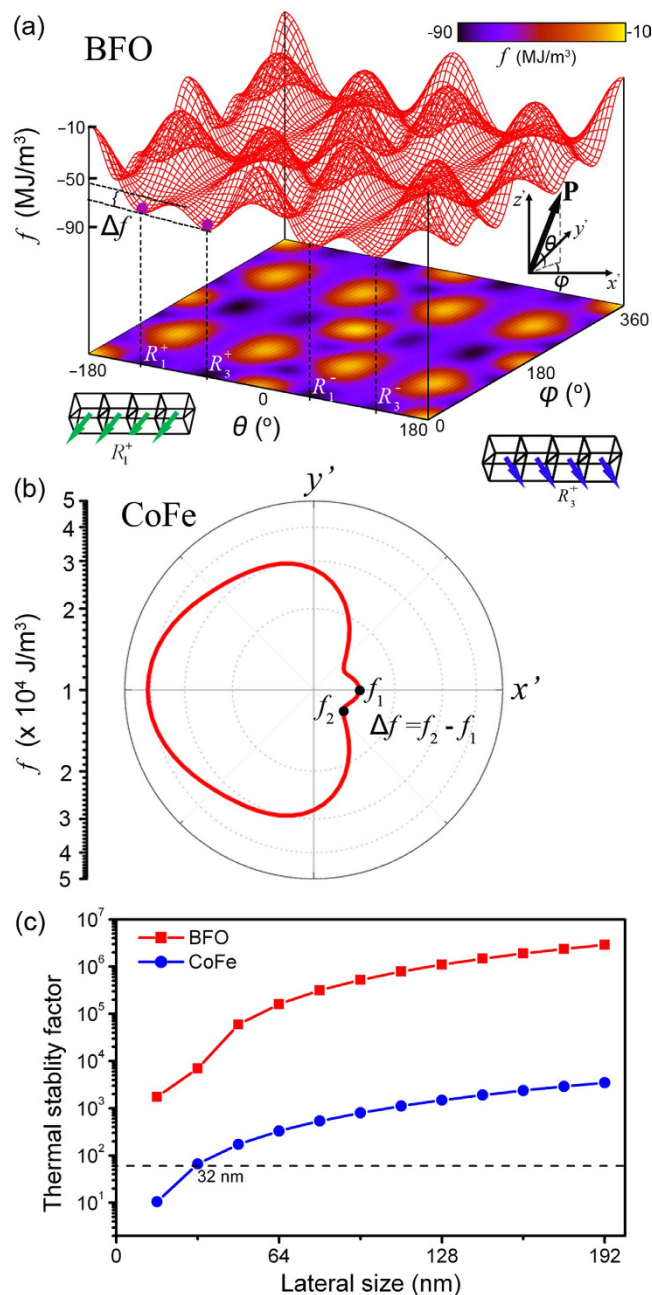 (a)
BFO
-90
-10
f (MJ/m³)
f (MJ/m³)
−10
−50
−90
Δf
z’
P
y’
θ
φ
x’
R₁⁺
R₃⁺
R₁⁻
R₃⁻
−180
0
180
θ (º)
0
180
360
φ (º)
R₁⁺
R₃⁺
(b)
CoFe
y’
x’
f (x 10⁴ J/m³)
5
4
3
2
1
2
3
4
5
f₁
f₂
Δf =f₂ - f₁
(c)
BFO
CoFe
Thermal stablity factor
10⁷
10⁶
10⁵
10⁴
10³
10²
10¹
32 nm
0
64
128
192
Lateral size (nm)